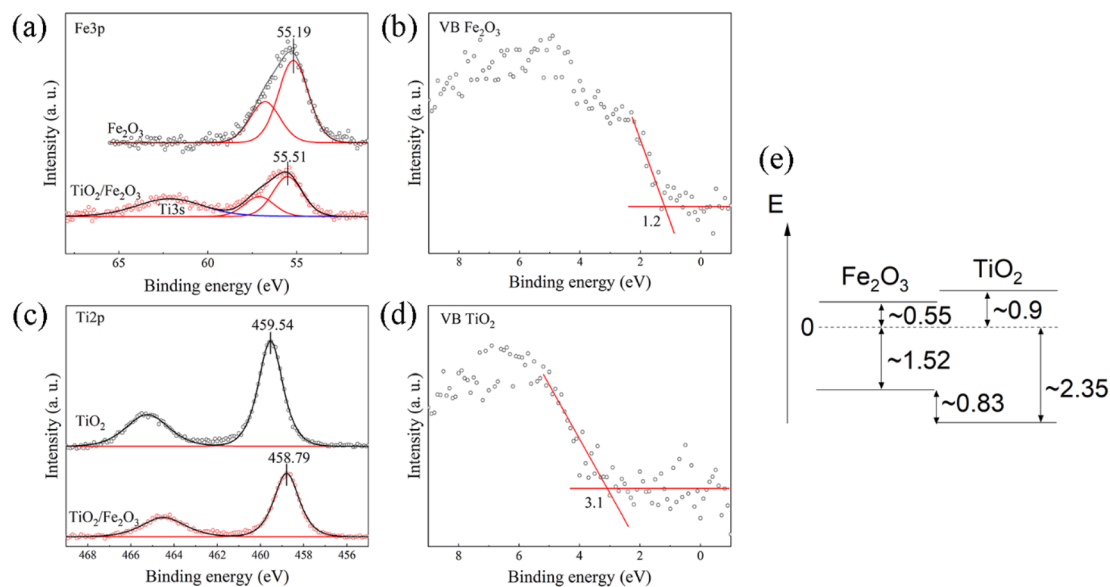 (a)
Fe3p
55.19
Fe₂O₃
55.51
TiO₂/Fe₂O₃
Ti3s
65 60 55
Binding energy (eV)
Intensity (a. u.)
(b)
VB Fe₂O₃
1.2
8 6 4 2 0
Binding energy (eV)
Intensity (a. u.)
(c)
Ti2p
459.54
TiO₂
458.79
TiO₂/Fe₂O₃
468 466 464 462 460 458 456
Binding energy (eV)
Intensity (a. u.)
(d)
VB TiO₂
3.1
8 6 4 2 0
Binding energy (eV)
Intensity (a. u.)
(e)
E
Fe₂O₃ TiO₂
~0.55 ~0.9
0
~1.52
~2.35
~0.83